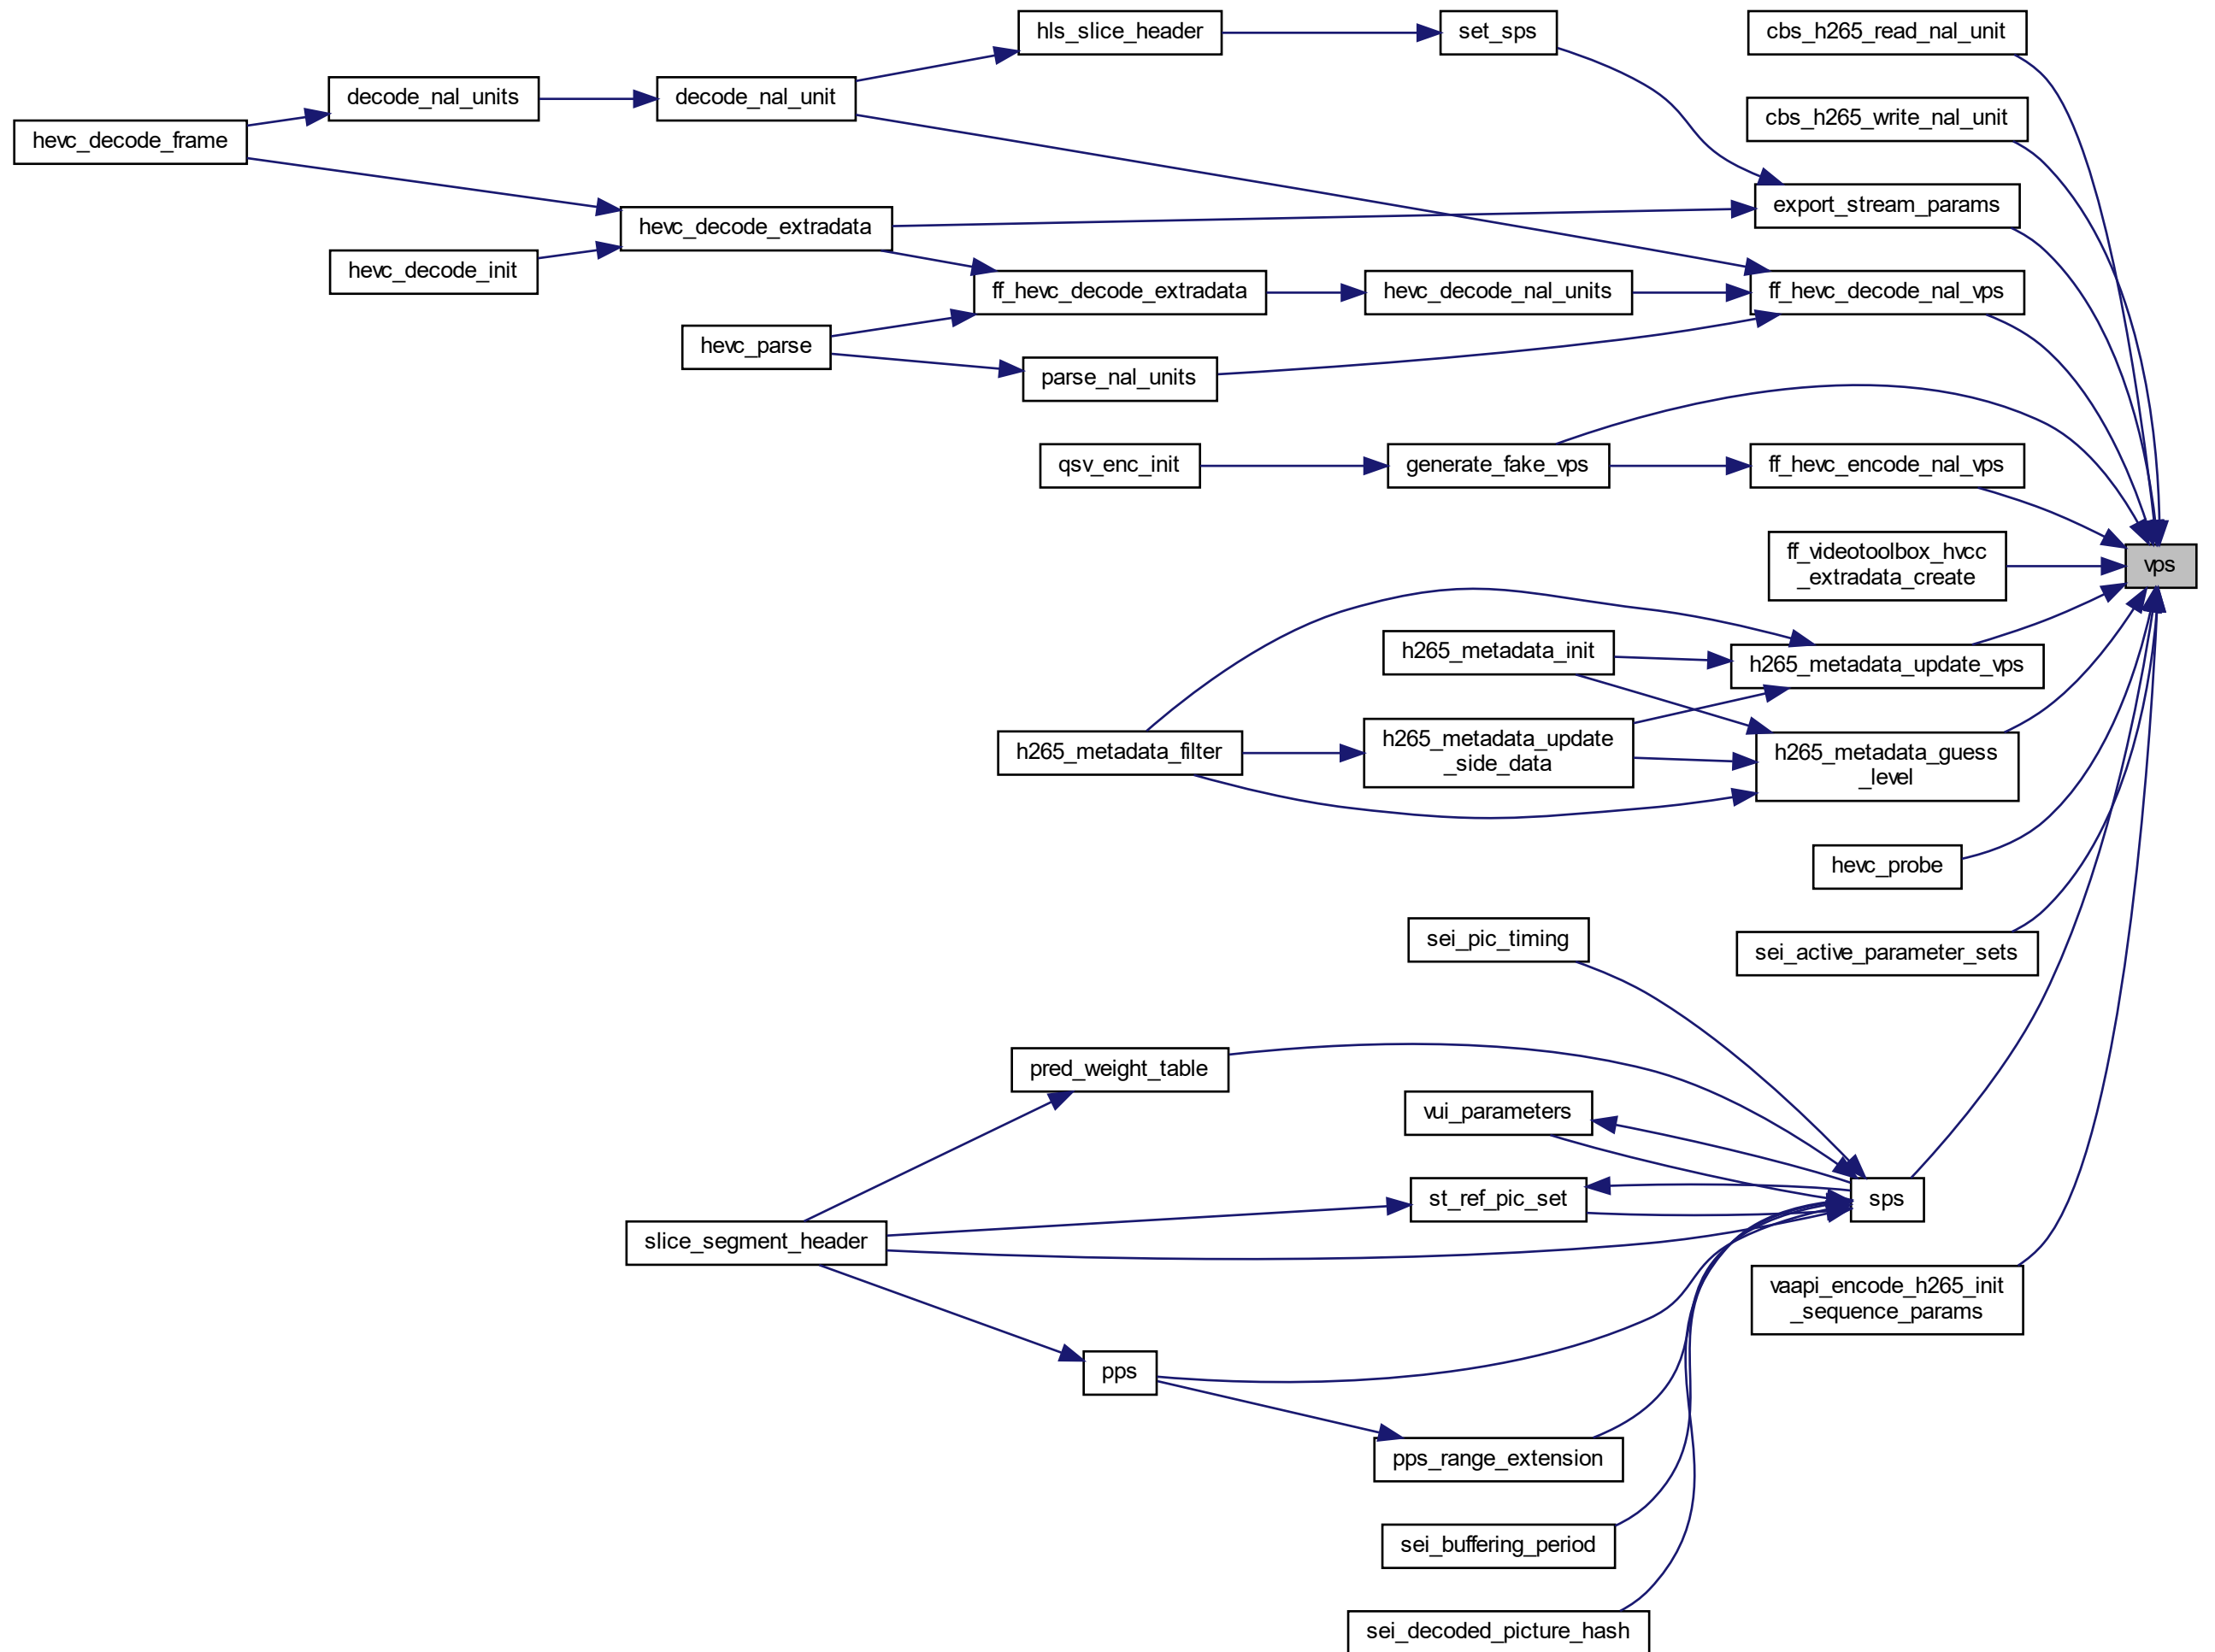 hls_slice_header
set_sps
cbs_h265_read_nal_unit
decode_nal_units
decode_nal_unit
cbs_h265_write_nal_unit
hevc_decode_frame
export_stream_params
hevc_decode_extradata
hevc_decode_init
ff_hevc_decode_extradata
hevc_decode_nal_units
ff_hevc_decode_nal_vps
hevc_parse
parse_nal_units
qsv_enc_init
generate_fake_vps
ff_hevc_encode_nal_vps
ff_videotoolbox_hvcc
_extradata_create
vps
h265_metadata_init
h265_metadata_update_vps
h265_metadata_filter
h265_metadata_update
_side_data
h265_metadata_guess
_level
hevc_probe
sei_pic_timing
sei_active_parameter_sets
pred_weight_table
vui_parameters
st_ref_pic_set
sps
slice_segment_header
vaapi_encode_h265_init
_sequence_params
pps
pps_range_extension
sei_buffering_period
sei_decoded_picture_hash